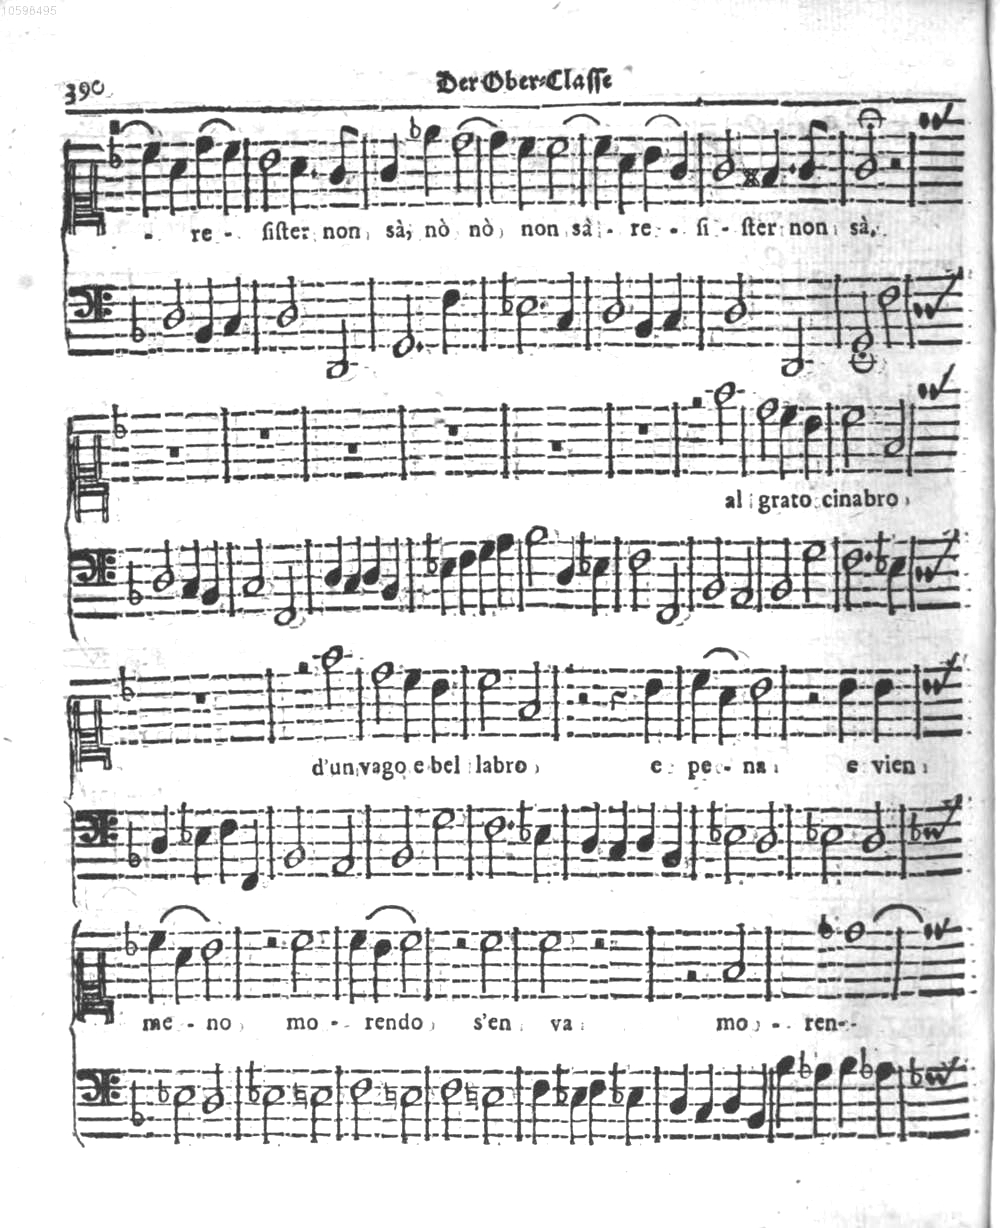 10598495
390
Der Ober-Classe
- re - sister non sà, nò nò, non sà - re - si - ster non sà,
al grato cinabro,
d'un vago e bel labro, e pe - na, e vien,
me - no, mo - rendo, s'en va mo, - ren-